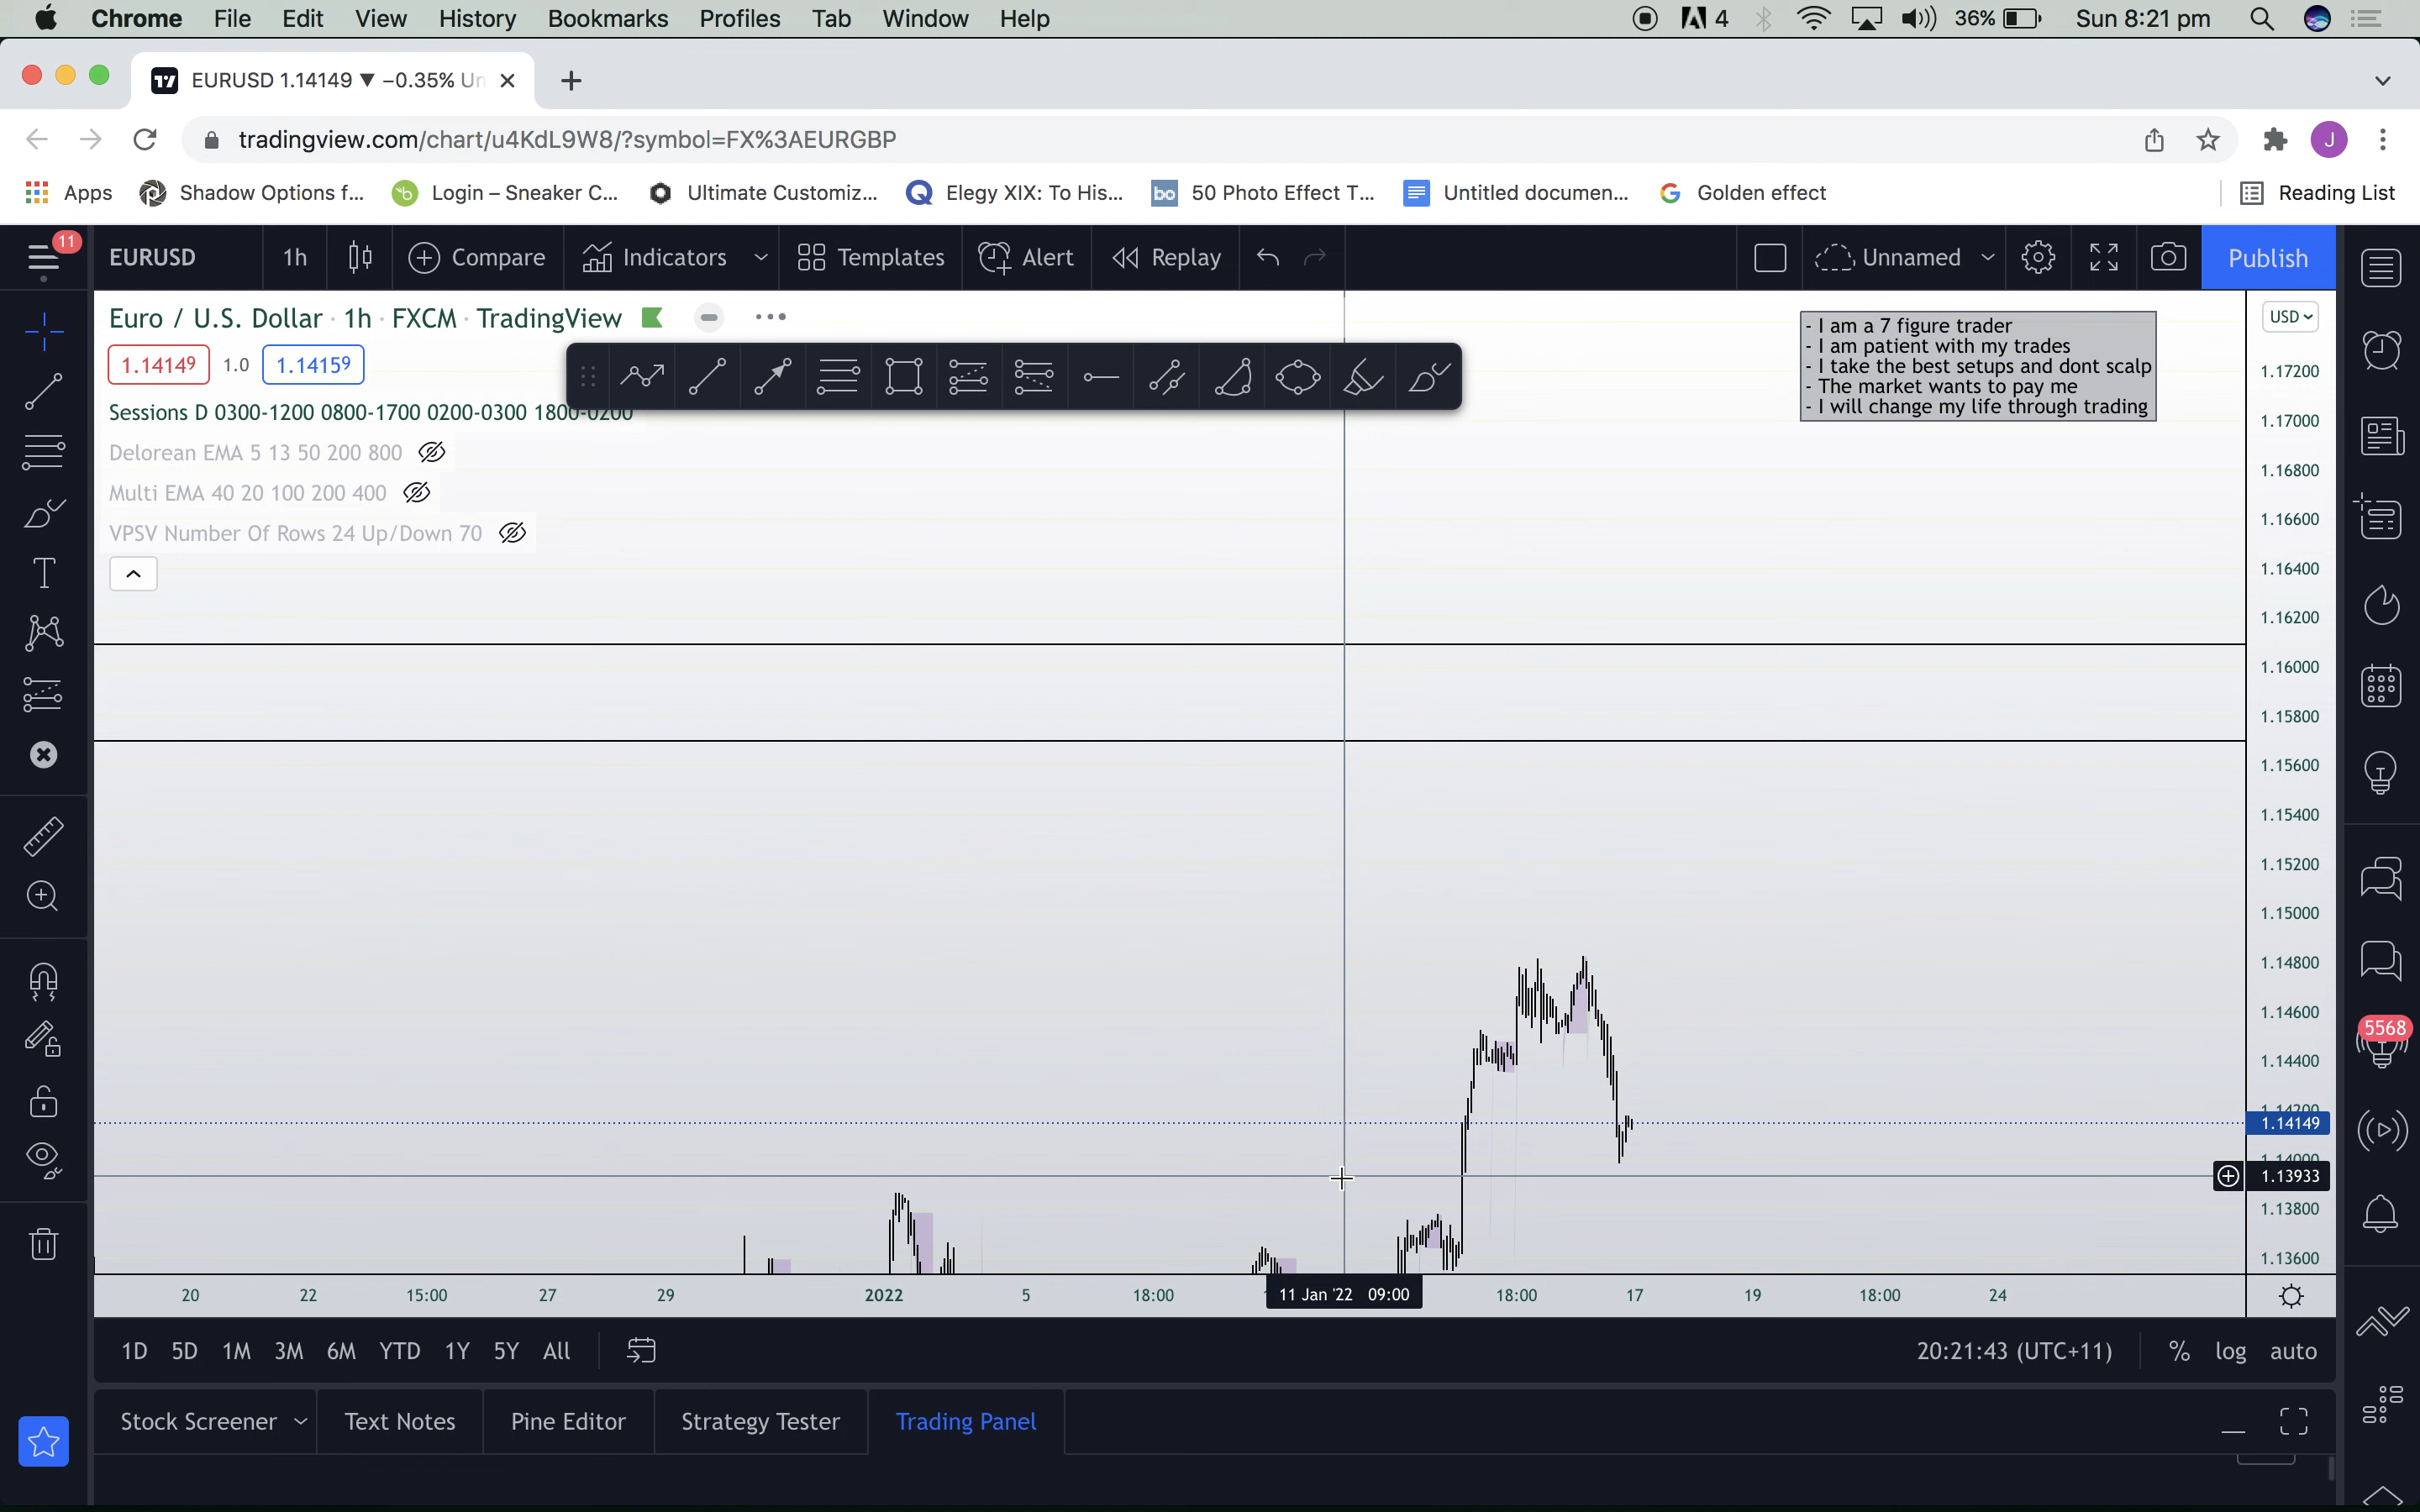 Chrome File Edit View History Bookmarks Profiles Tab Window Help 4 36% Sun 8:21 pm
EURUSD 1.14149 ▼ −0.35% Un
tradingview.com/chart/u4KdL9W8/?symbol=FX%3AEURGBP J
Apps Shadow Options f... Login – Sneaker C... Ultimate Customiz... Elegy XIX: To His... bo 50 Photo Effect T... Untitled documen... Golden effect Reading List
11 EURUSD 1h Compare Indicators Templates Alert Replay Unnamed Publish
Euro / U.S. Dollar · 1h · FXCM · TradingView
1.14149 1.0 1.14159
Sessions D 0300-1200 0800-1700 0200-0300 1800-0200
Delorean EMA 5 13 50 200 800
Multi EMA 40 20 100 200 400
VPSV Number Of Rows 24 Up/Down 70
- I am a 7 figure trader
- I am patient with my trades
- I take the best setups and dont scalp
- The market wants to pay me
- I will change my life through trading
USD
1.17200
1.17000
1.16800
1.16600
1.16400
1.16200
1.16000
1.15800
1.15600
1.15400
1.15200
1.15000
1.14800
1.14600
1.14400
1.14200
1.14149
1.14000
1.13933
1.13800
1.13600
5568
20 22 15:00 27 29 2022 5 18:00 11 Jan '22 09:00 18:00 17 19 18:00 24
1D 5D 1M 3M 6M YTD 1Y 5Y All 20:21:43 (UTC+11) % log auto
Stock Screener Text Notes Pine Editor Strategy Tester Trading Panel